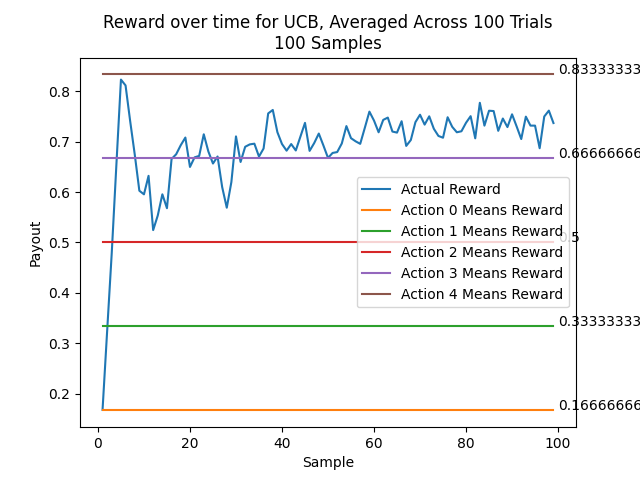 Reward over time for UCB, Averaged Across 100 Trials
100 Samples
0.83333333
0.66666666
0.5
0.33333333
0.16666666
Actual Reward
Action 0 Means Reward
Action 1 Means Reward
Action 2 Means Reward
Action 3 Means Reward
Action 4 Means Reward
Payout
0.8
0.7
0.6
0.5
0.4
0.3
0.2
0
20
40
60
80
100
Sample